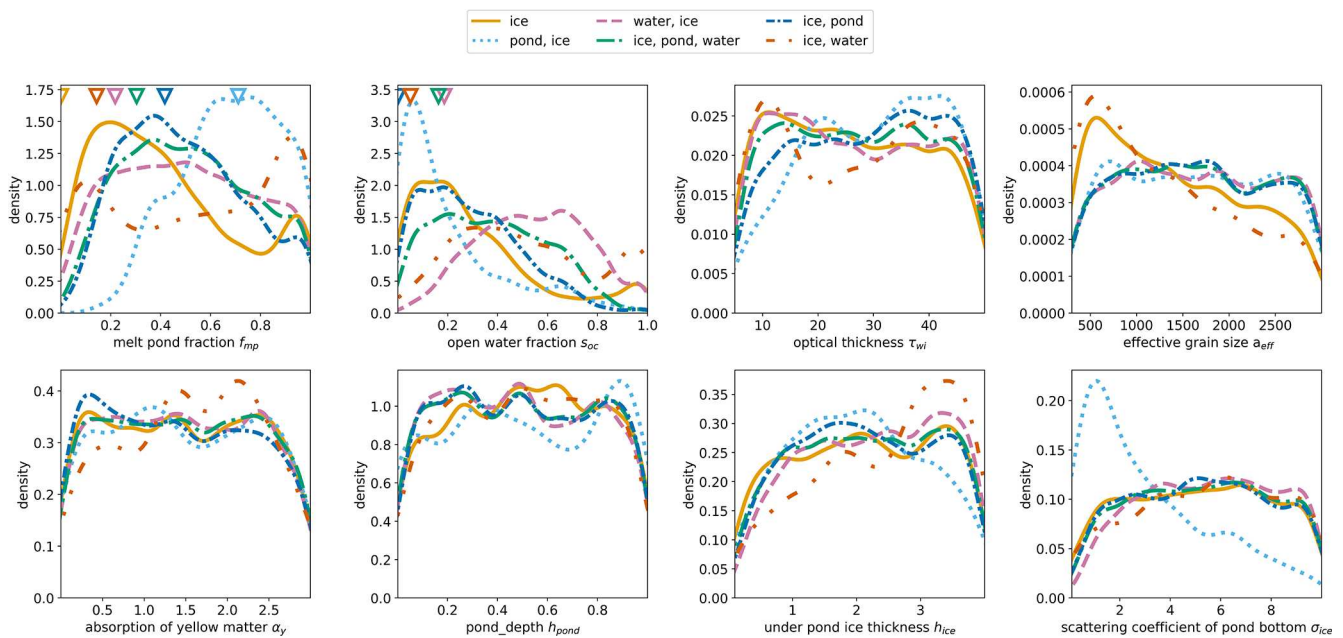 ice
water, ice
ice, pond
pond, ice
ice, pond, water
ice, water
1.75
1.50
1.25
1.00
0.75
0.50
0.25
0.00
density
0.2 0.4 0.6 0.8
melt pond fraction f_mp
3.5
3.0
2.5
2.0
1.5
1.0
0.5
0.0
density
0.2 0.4 0.6 0.8 1.0
open water fraction s_oc
0.025
0.020
0.015
0.010
0.005
0.000
density
10 20 30 40
optical thickness τ_wi
0.0006
0.0005
0.0004
0.0003
0.0002
0.0001
0.0000
density
500 1000 1500 2000 2500
effective grain size a_eff
0.4
0.3
0.2
0.1
0.0
density
0.5 1.0 1.5 2.0 2.5
absorption of yellow matter α_y
1.0
0.8
0.6
0.4
0.2
0.0
density
0.2 0.4 0.6 0.8
pond_depth h_pond
0.35
0.30
0.25
0.20
0.15
0.10
0.05
0.00
density
1 2 3
under pond ice thickness h_ice
0.20
0.15
0.10
0.05
0.00
density
2 4 6 8
scattering coefficient of pond bottom σ_ice